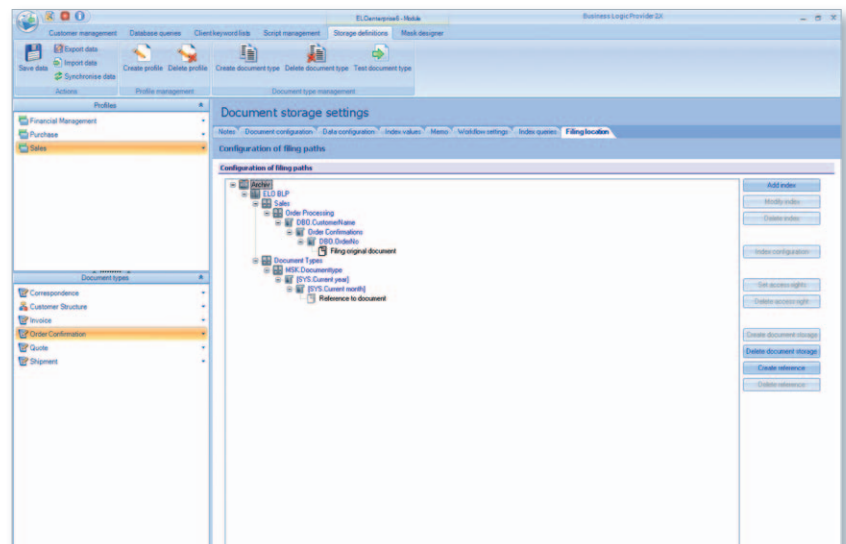 ELOenterprise8 - Mobile
Business Logic Provider 2.X
Customer management Database queries Client keyword lists Script management Storage definitions Mask designer
Save data
Export data
Import data
Synchronise data
Create profile Delete profile
Create document type Delete document type Test document type
Actions Profile management Document type management
Profiles
Financial Management
Purchase
Sales
Document types
Correspondence
Customer Structure
Invoice
Order Confirmation
Quote
Shipment
Document storage settings
Notes Document configuration Data configuration Index values Memo Workflow settings Index queries Filing location
Configuration of filing paths
Configuration of filing paths
Archiv
ELO BLP
Sales
Order Processing
DBO.CustomerName
Order Confirmations
DBO.OrderNo
Filing original document
Document Types
MSK.Documenttype
[SYS.Current year]
[SYS.Current month]
Reference to document
Add index
Modify index
Delete index
Index configuration
Set access rights
Delete access right
Create document storage
Delete document storage
Create reference
Delete reference